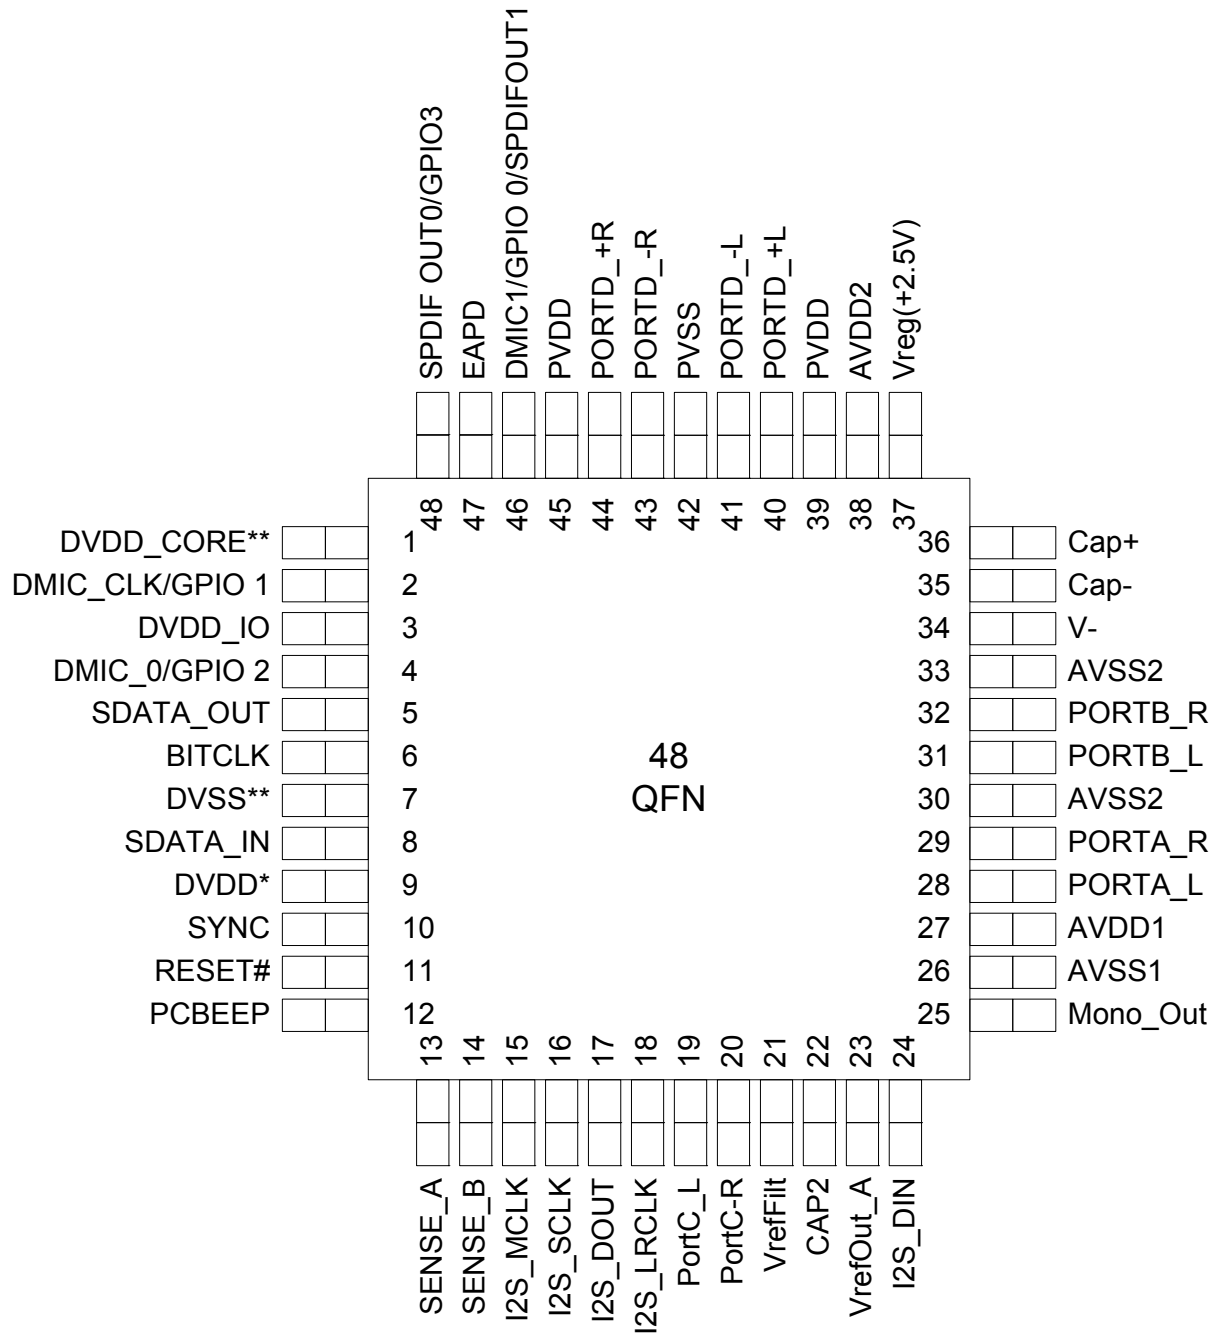 SPDIF OUT0/GPIO3
EAPD
DMIC1/GPIO 0/SPDIFOUT1
PVDD
PORTD_+R
PORTD_-R
PVSS
PORTD_-L
PORTD_+L
PVDD
AVDD2
Vreg(+2.5V)
48
47
46
45
44
43
42
41
40
39
38
37
DVDD_CORE** 1
DMIC_CLK/GPIO 1 2
DVDD_IO 3
DMIC_0/GPIO 2 4
SDATA_OUT 5
BITCLK 6
DVSS** 7
SDATA_IN 8
DVDD* 9
SYNC 10
RESET# 11
PCBEEP 12
48
QFN
36 Cap+
35 Cap-
34 V-
33 AVSS2
32 PORTB_R
31 PORTB_L
30 AVSS2
29 PORTA_R
28 PORTA_L
27 AVDD1
26 AVSS1
25 Mono_Out
13
14
15
16
17
18
19
20
21
22
23
24
SENSE_A
SENSE_B
I2S_MCLK
I2S_SCLK
I2S_DOUT
I2S_LRCLK
PortC_L
PortC-R
VrefFilt
CAP2
VrefOut_A
I2S_DIN